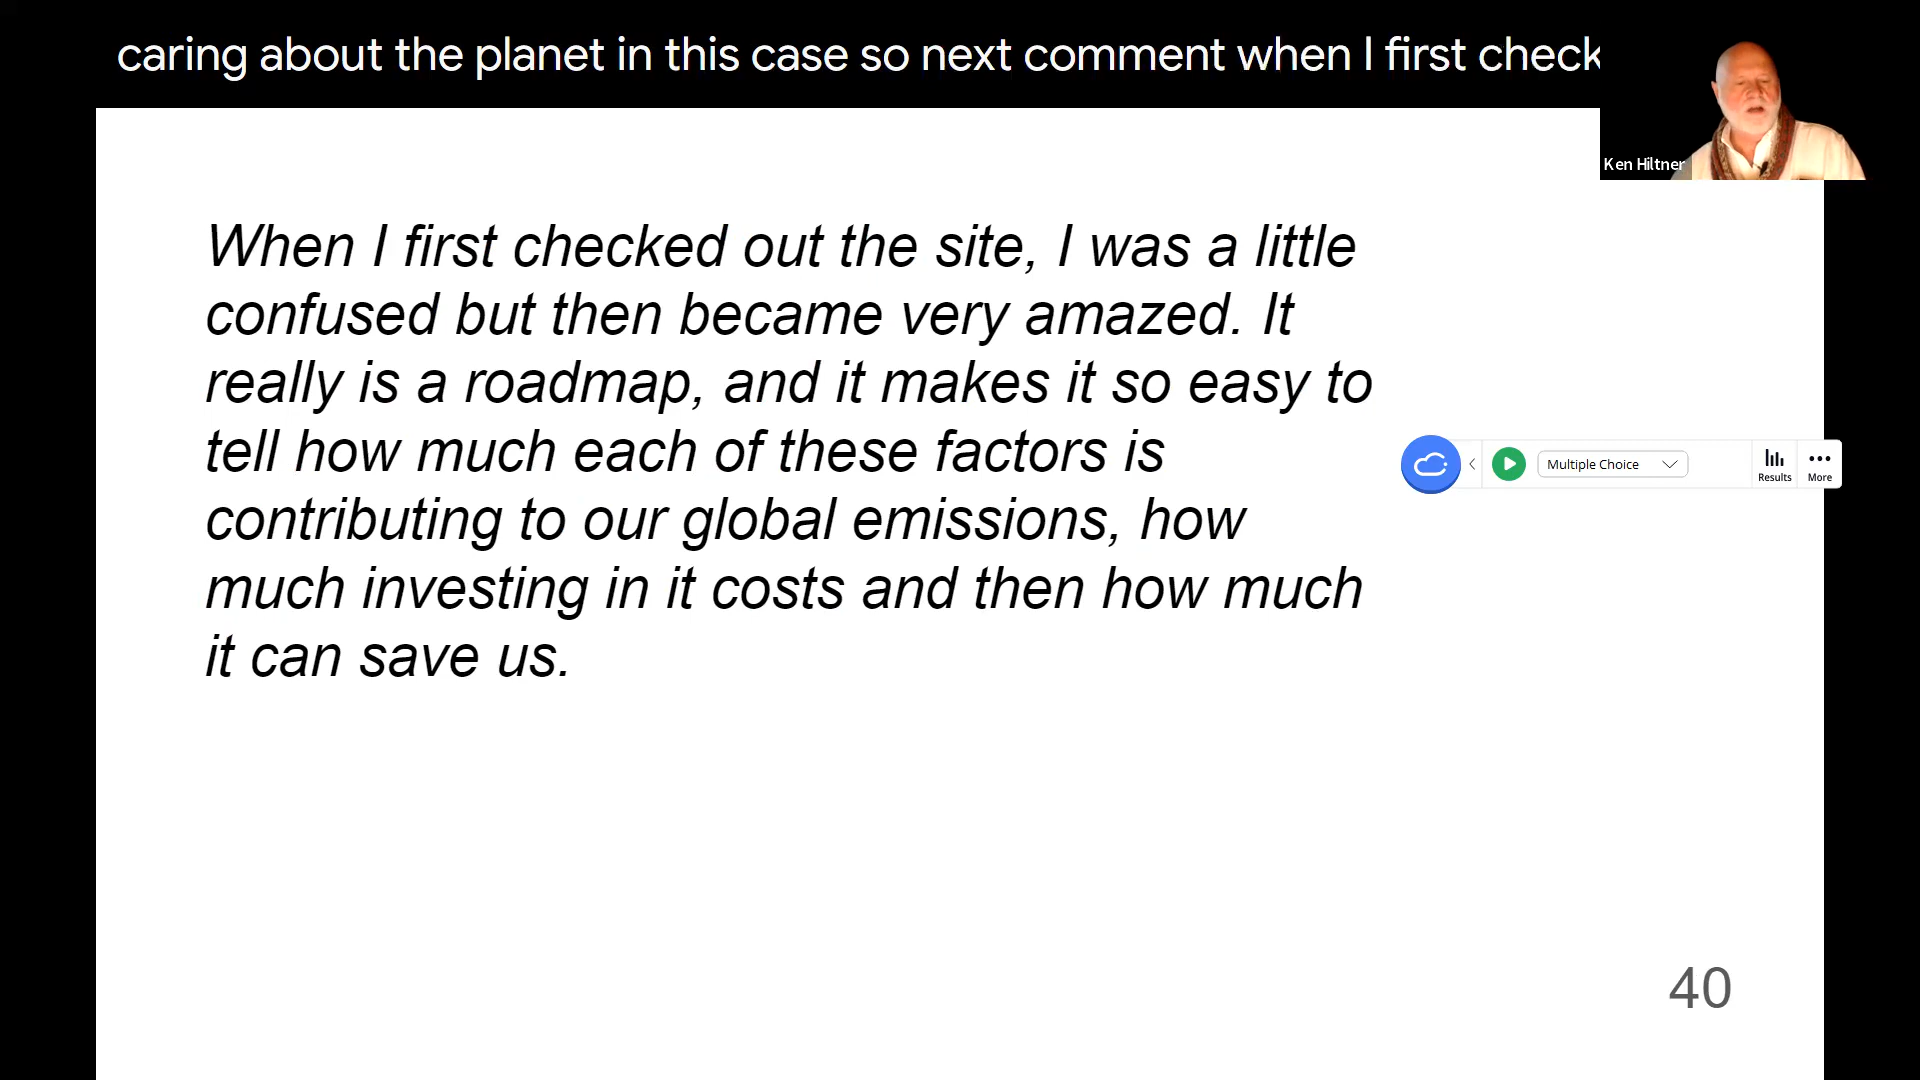 caring about the planet in this case so next comment when I first check
Ken Hiltner
When I first checked out the site, I was a little
confused but then became very amazed. It
really is a roadmap, and it makes it so easy to
tell how much each of these factors is
contributing to our global emissions, how
much investing in it costs and then how much
it can save us.
Multiple Choice
Results
More
40